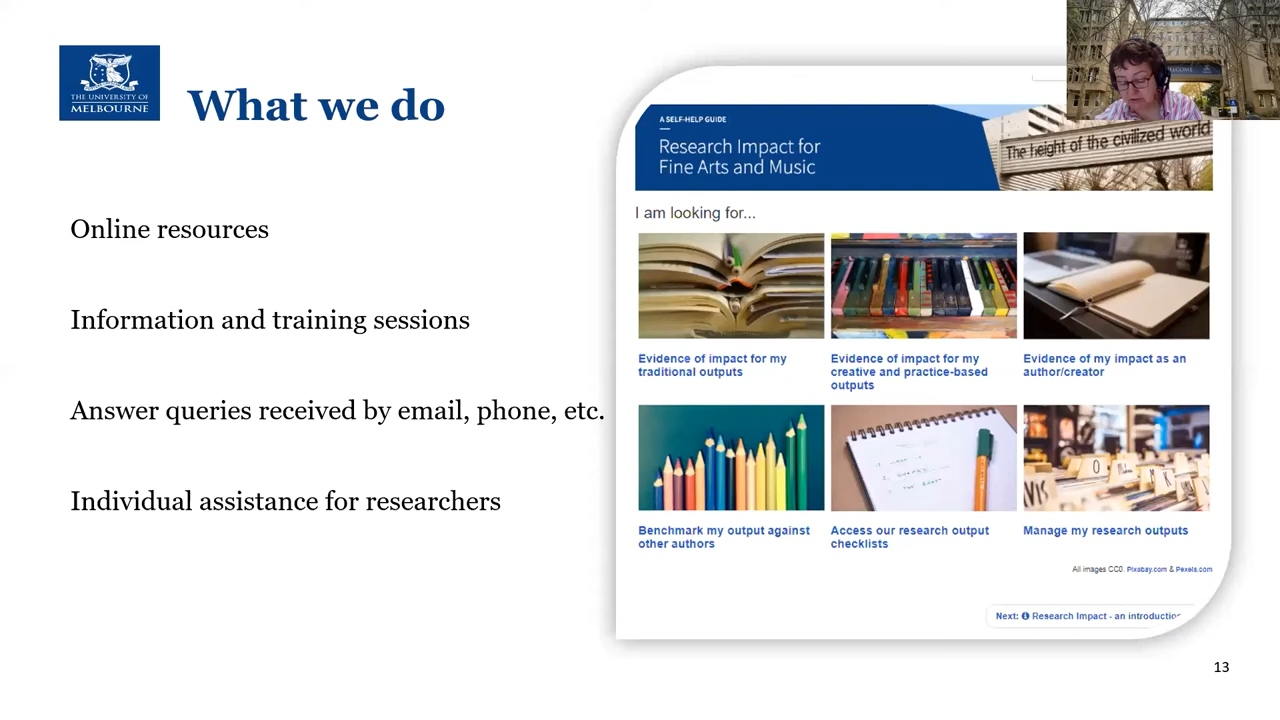 THE UNIVERSITY OF
MELBOURNE
What we do
Online resources
Information and training sessions
Answer queries received by email, phone, etc.
Individual assistance for researchers
A SELF-HELP GUIDE
Research Impact for
Fine Arts and Music
The height of the civilized world
WELCOME
I am looking for...
Evidence of impact for my
traditional outputs
Evidence of impact for my
creative and practice-based
outputs
Evidence of my impact as an
author/creator
Benchmark my output against
other authors
Access our research output
checklists
Manage my research outputs
All images CC0. Pixabay.com & Pexels.com
Next: Research Impact - an introductio
13